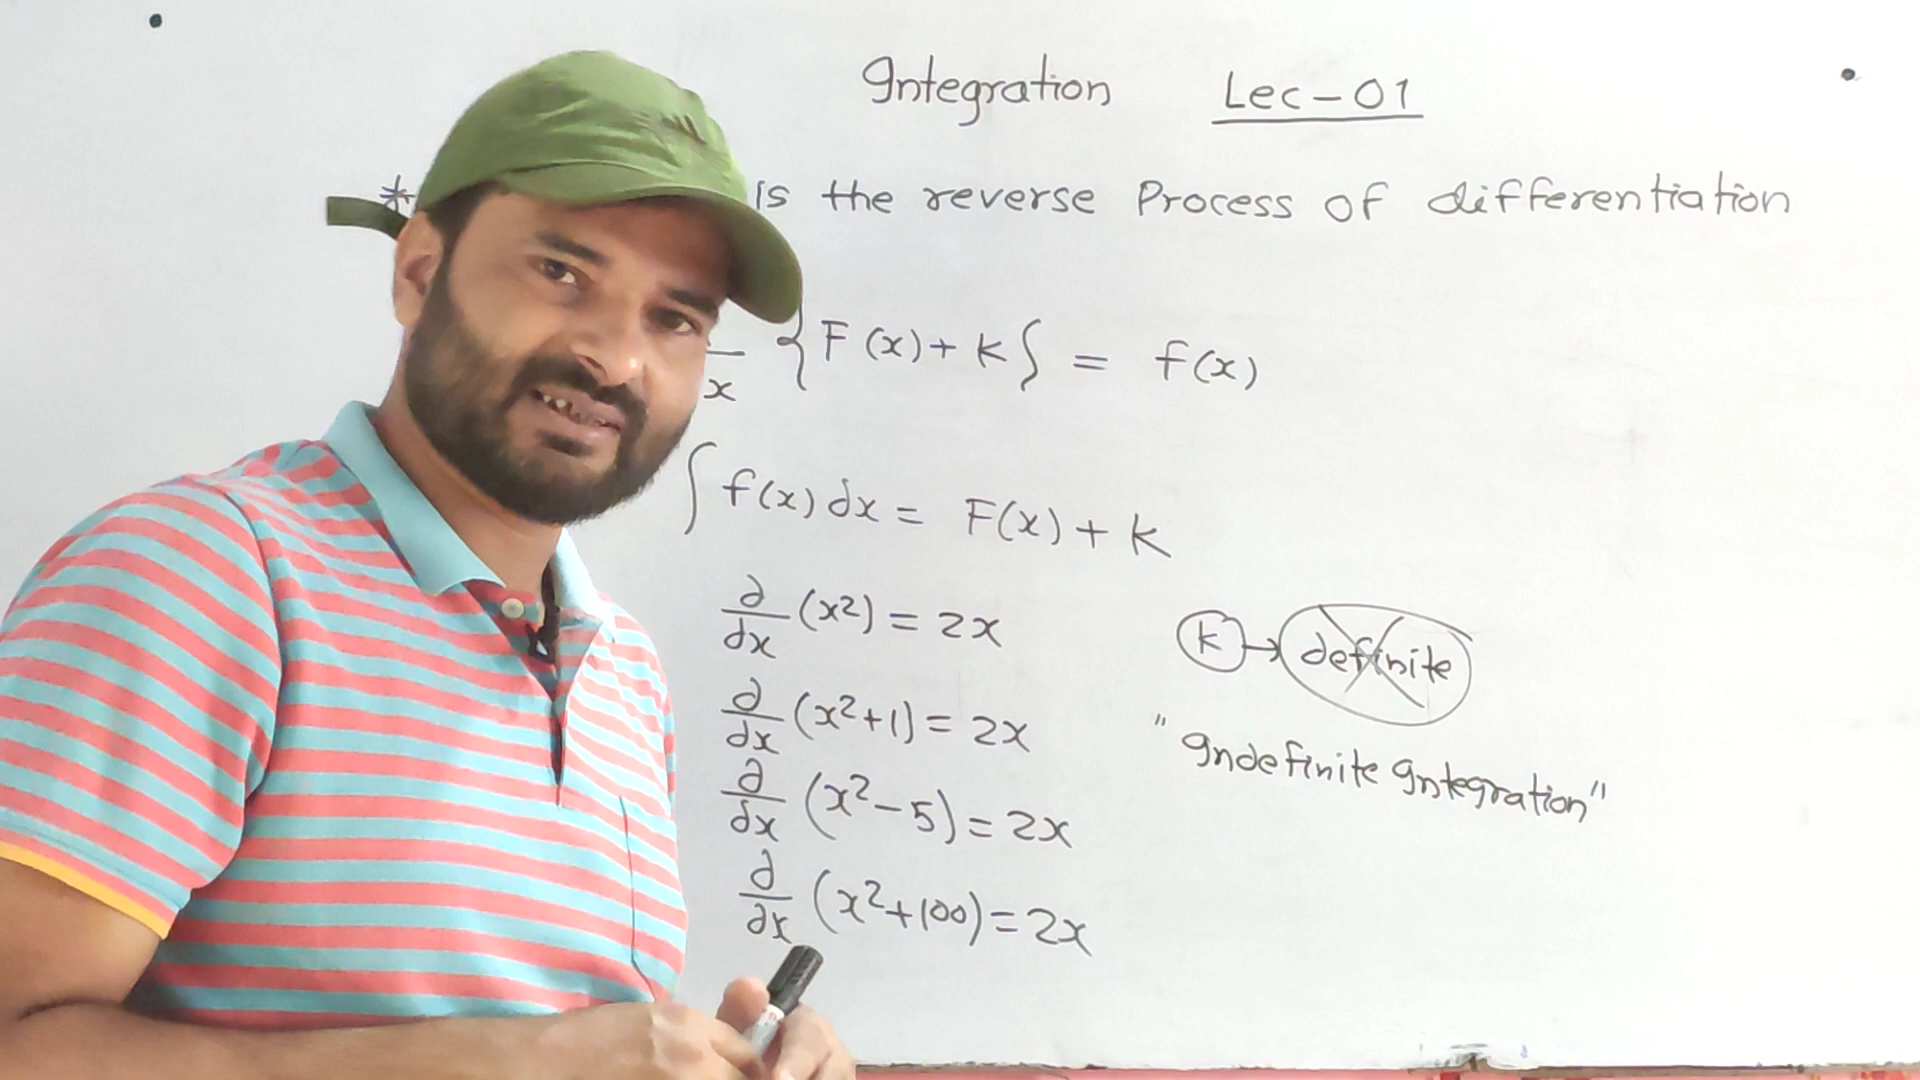 Integration Lec-01
* is the reverse Process of differentiation
x {F(x)+k} = f(x)
∫ f(x) dx = F(x) + k
d/dx (x²) = 2x
k → definite
d/dx (x²+1) = 2x
"Indefinite Integration"
d/dx (x²-5) = 2x
d/dx (x²+100) = 2x